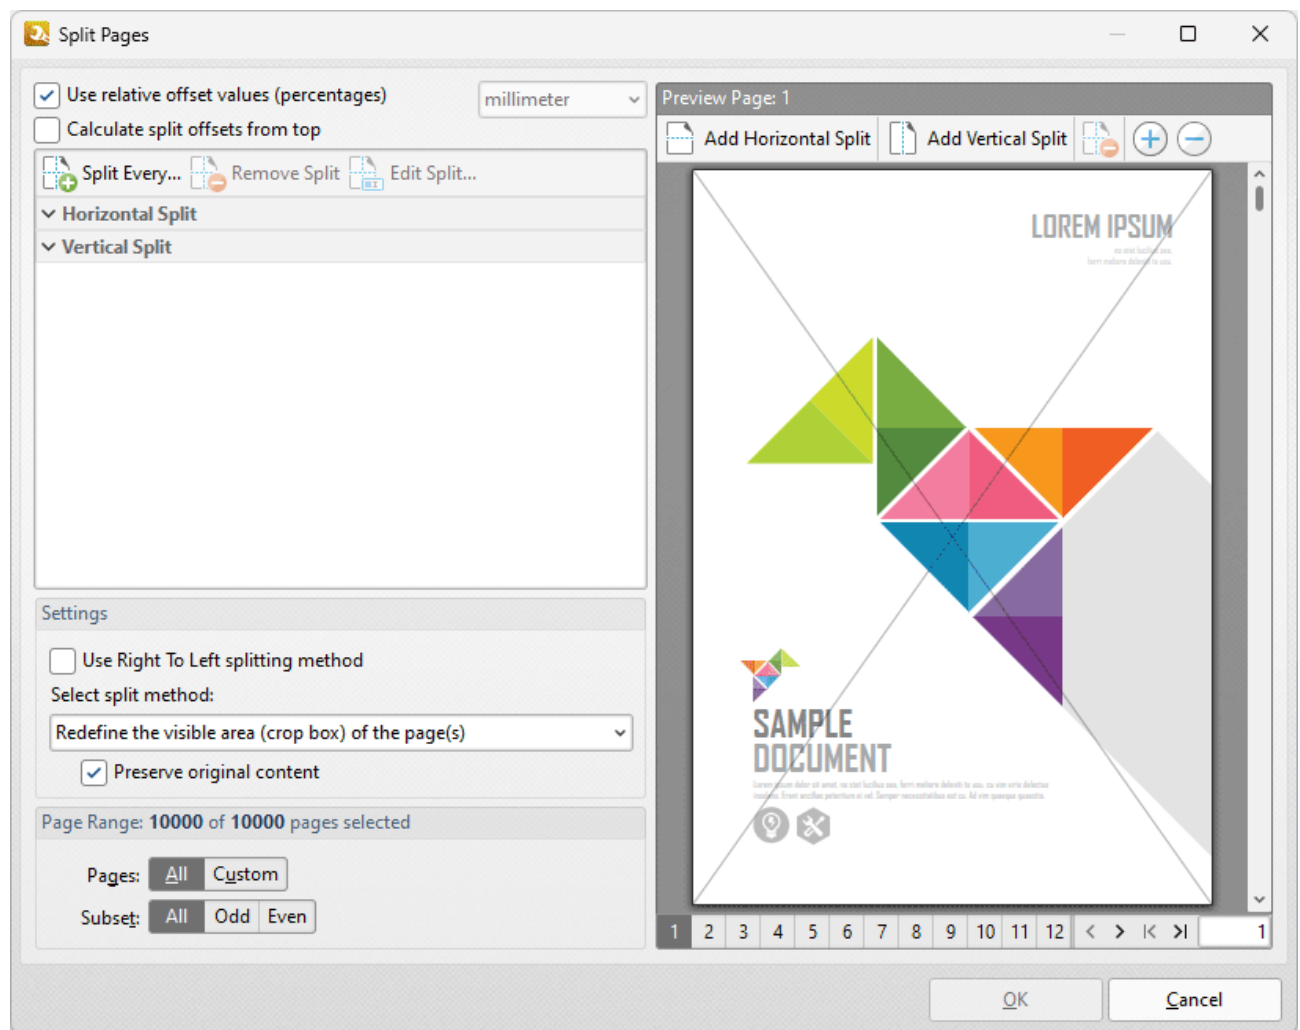 Split Pages
Use relative offset values (percentages)
millimeter
Calculate split offsets from top
Split Every...
Remove Split
Edit Split...
Horizontal Split
Vertical Split
Settings
Use Right To Left splitting method
Select split method:
Redefine the visible area (crop box) of the page(s)
Preserve original content
Page Range: 10000 of 10000 pages selected
Pages: All Custom
Subset: All Odd Even
Preview Page: 1
Add Horizontal Split
Add Vertical Split
LOREM IPSUM
SAMPLE
DOCUMENT
1 2 3 4 5 6 7 8 9 10 11 12 1
OK
Cancel